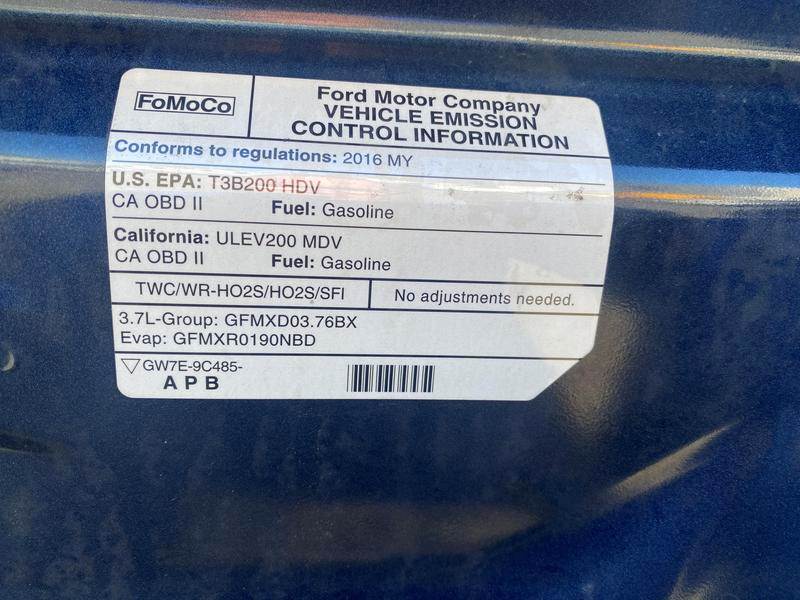 FoMoCo
Ford Motor Company
VEHICLE EMISSION
CONTROL INFORMATION
Conforms to regulations: 2016 MY
U.S. EPA: T3B200 HDV
CA OBD II Fuel: Gasoline
California: ULEV200 MDV
CA OBD II Fuel: Gasoline
TWC/WR-HO2S/HO2S/SFI
No adjustments needed.
3.7L-Group: GFMXD03.76BX
Evap: GFMXR0190NBD
GW7E-9C485-
A P B